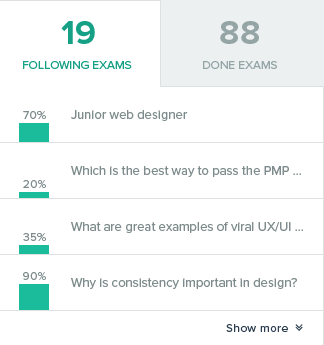 19
88
FOLLOWING EXAMS
DONE EXAMS
70%
Junior web designer
Which is the best way to pass the PMP ...
20%
What are great examples of viral UX/UI ...
35%
90%
Why is consistency important in design?
Show more